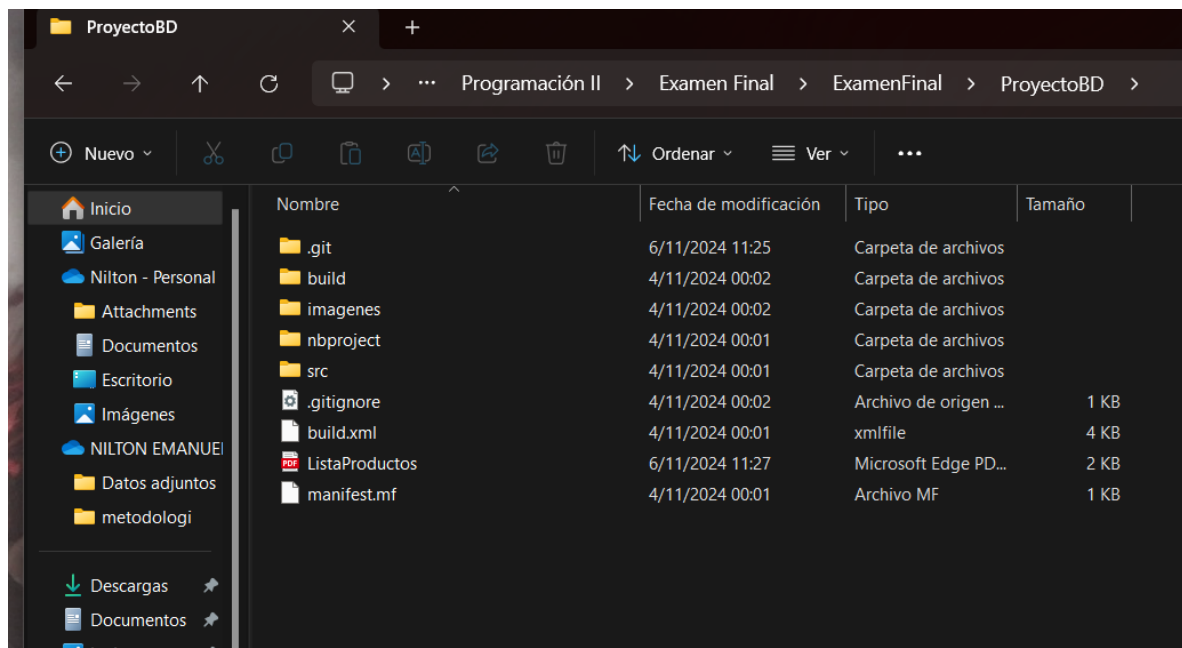 ProyectoBD
Programación II > Examen Final > ExamenFinal > ProyectoBD >
Nuevo Ordenar Ver
Nombre Fecha de modificación Tipo Tamaño
Inicio
Galería
Nilton - Personal
Attachments
Documentos
Escritorio
Imágenes
NILTON EMANUEL
Datos adjuntos
metodologi
Descargas
Documentos
.git 6/11/2024 11:25 Carpeta de archivos
build 4/11/2024 00:02 Carpeta de archivos
imagenes 4/11/2024 00:02 Carpeta de archivos
nbproject 4/11/2024 00:01 Carpeta de archivos
src 4/11/2024 00:01 Carpeta de archivos
.gitignore 4/11/2024 00:02 Archivo de origen ... 1 KB
build.xml 4/11/2024 00:01 xmlfile 4 KB
PDF ListaProductos 6/11/2024 11:27 Microsoft Edge PD... 2 KB
manifest.mf 4/11/2024 00:01 Archivo MF 1 KB